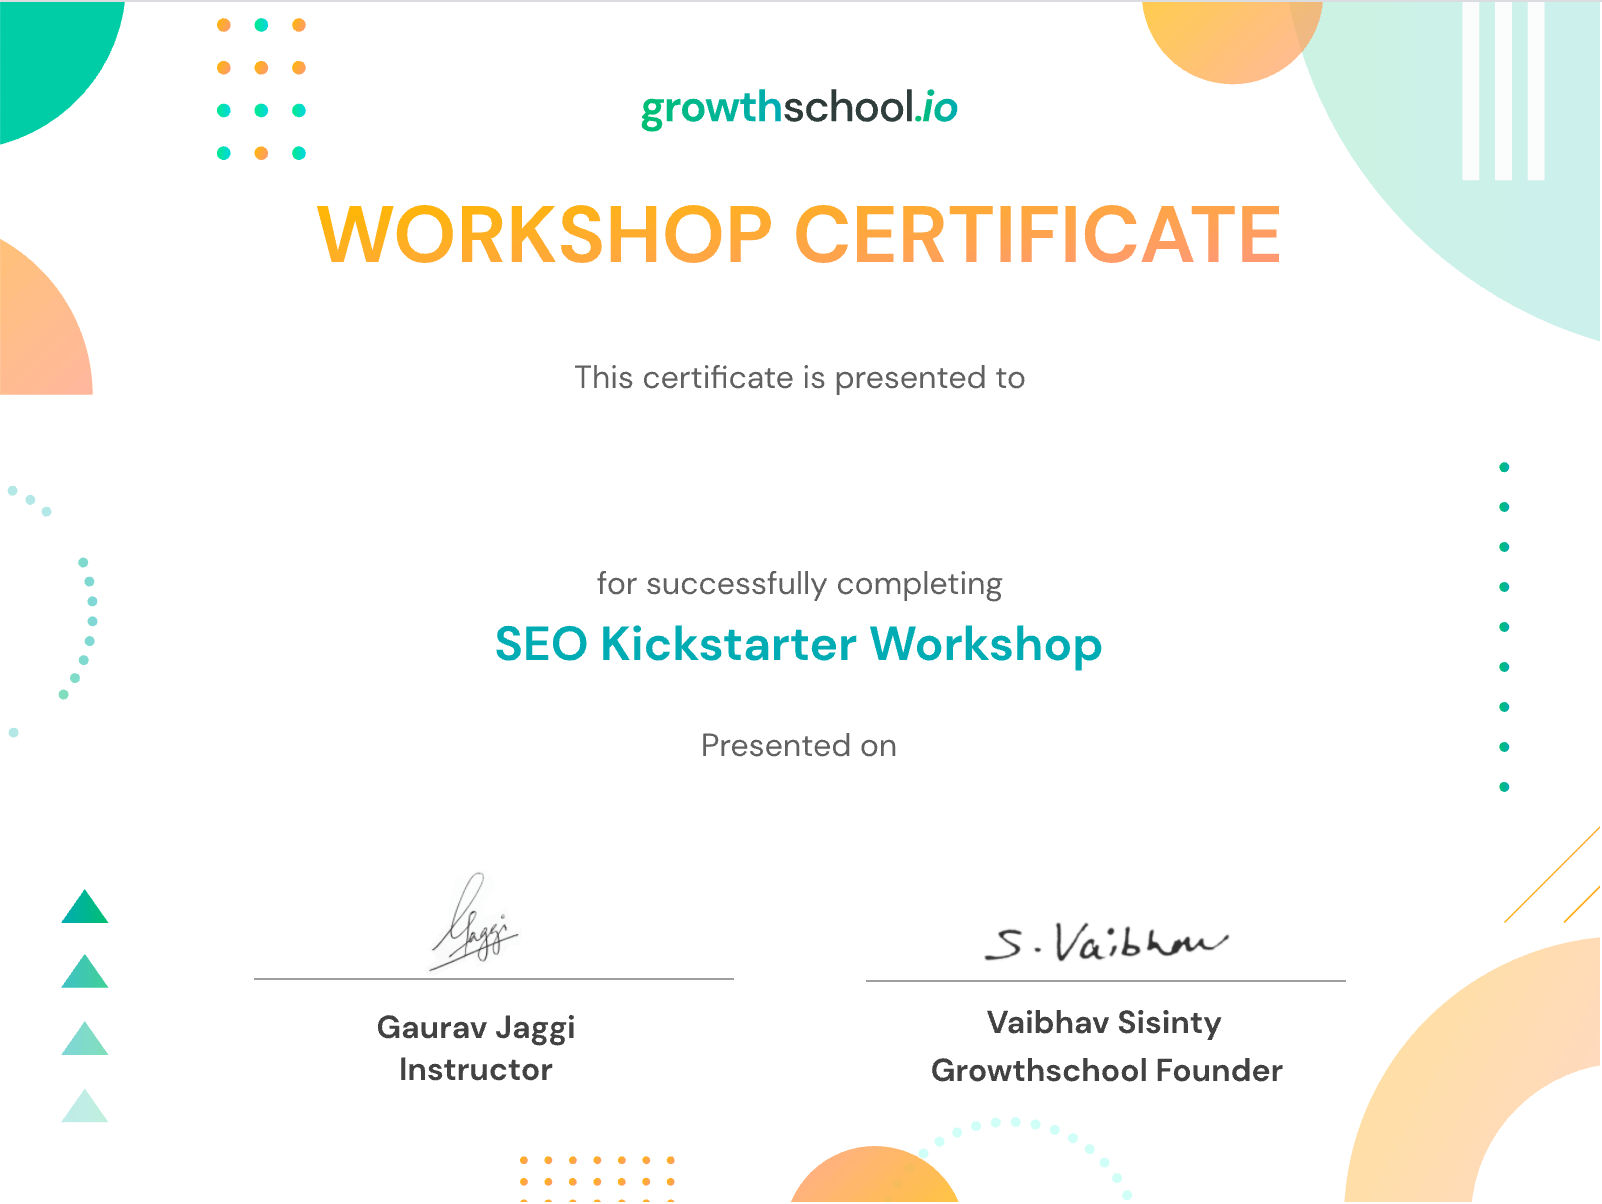 growthschool.io
WORKSHOP CERTIFICATE
This certificate is presented to
for successfully completing
SEO Kickstarter Workshop
Presented on
Jaggi
S. Vaibhav
Gaurav Jaggi
Instructor
Vaibhav Sisinty
Growthschool Founder